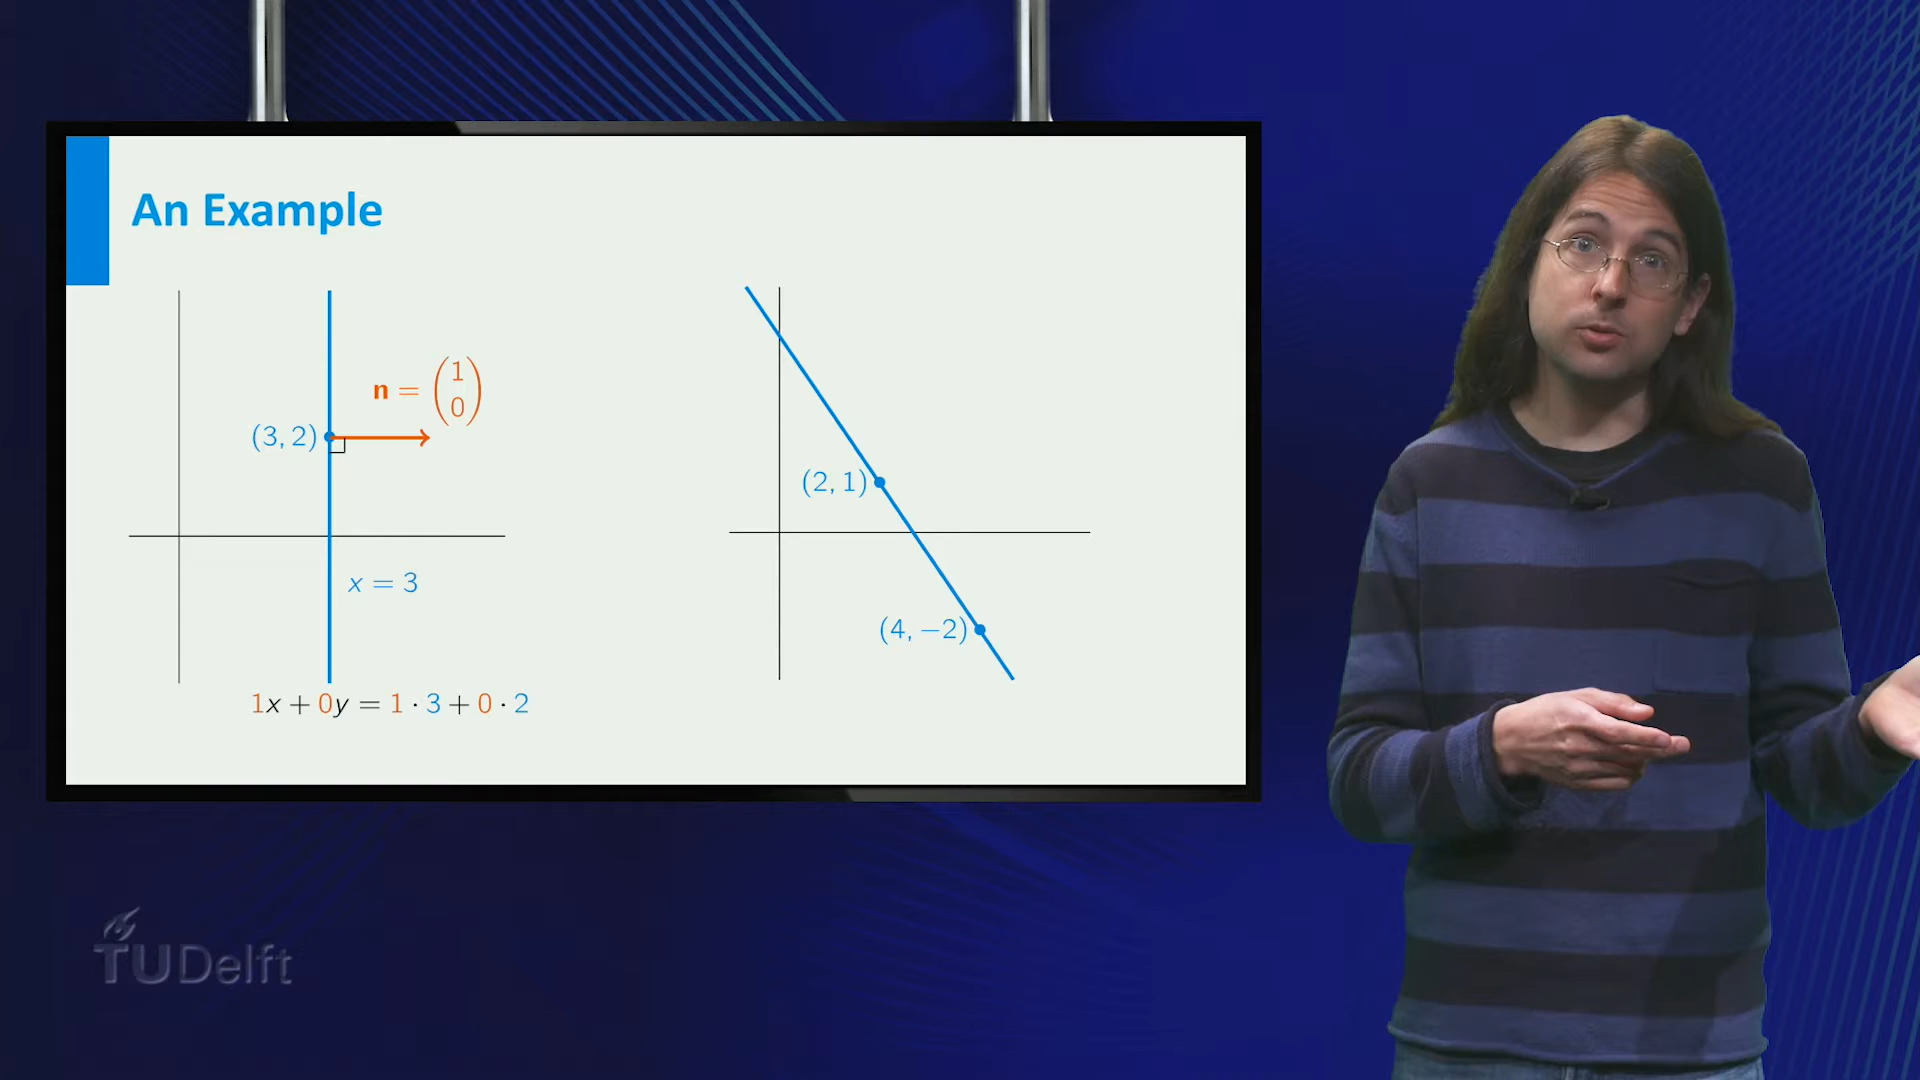 An Example
n = (1 0)
(3, 2)
x = 3
1x + 0y = 1 · 3 + 0 · 2
(2, 1)
(4, −2)
TUDelft